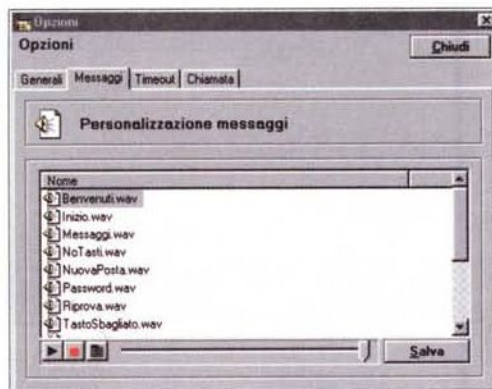 Opzioni
Opzioni
Chiudi
Generali Messaggi Timeout Chiamata
Personalizzazione messaggi
Nome
Benvenuti.wav
Inizio.wav
Messaggi.wav
NoTasti.wav
NuovaPosta.wav
Password.wav
Riprova.wav
TastoSbagliato.wav
Salva